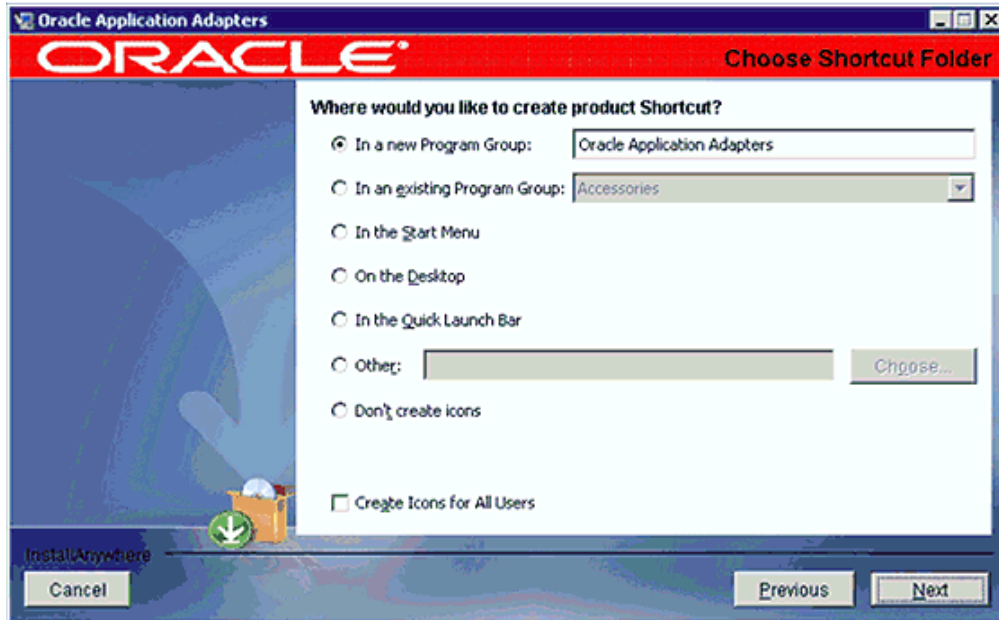 Oracle Application Adapters
ORACLE®
Choose Shortcut Folder
Where would you like to create product Shortcut?
In a new Program Group: Oracle Application Adapters
In an existing Program Group: Accessories
In the Start Menu
On the Desktop
In the Quick Launch Bar
Other: Choose...
Don't create icons
Create Icons for All Users
InstallAnywhere
Cancel Previous Next